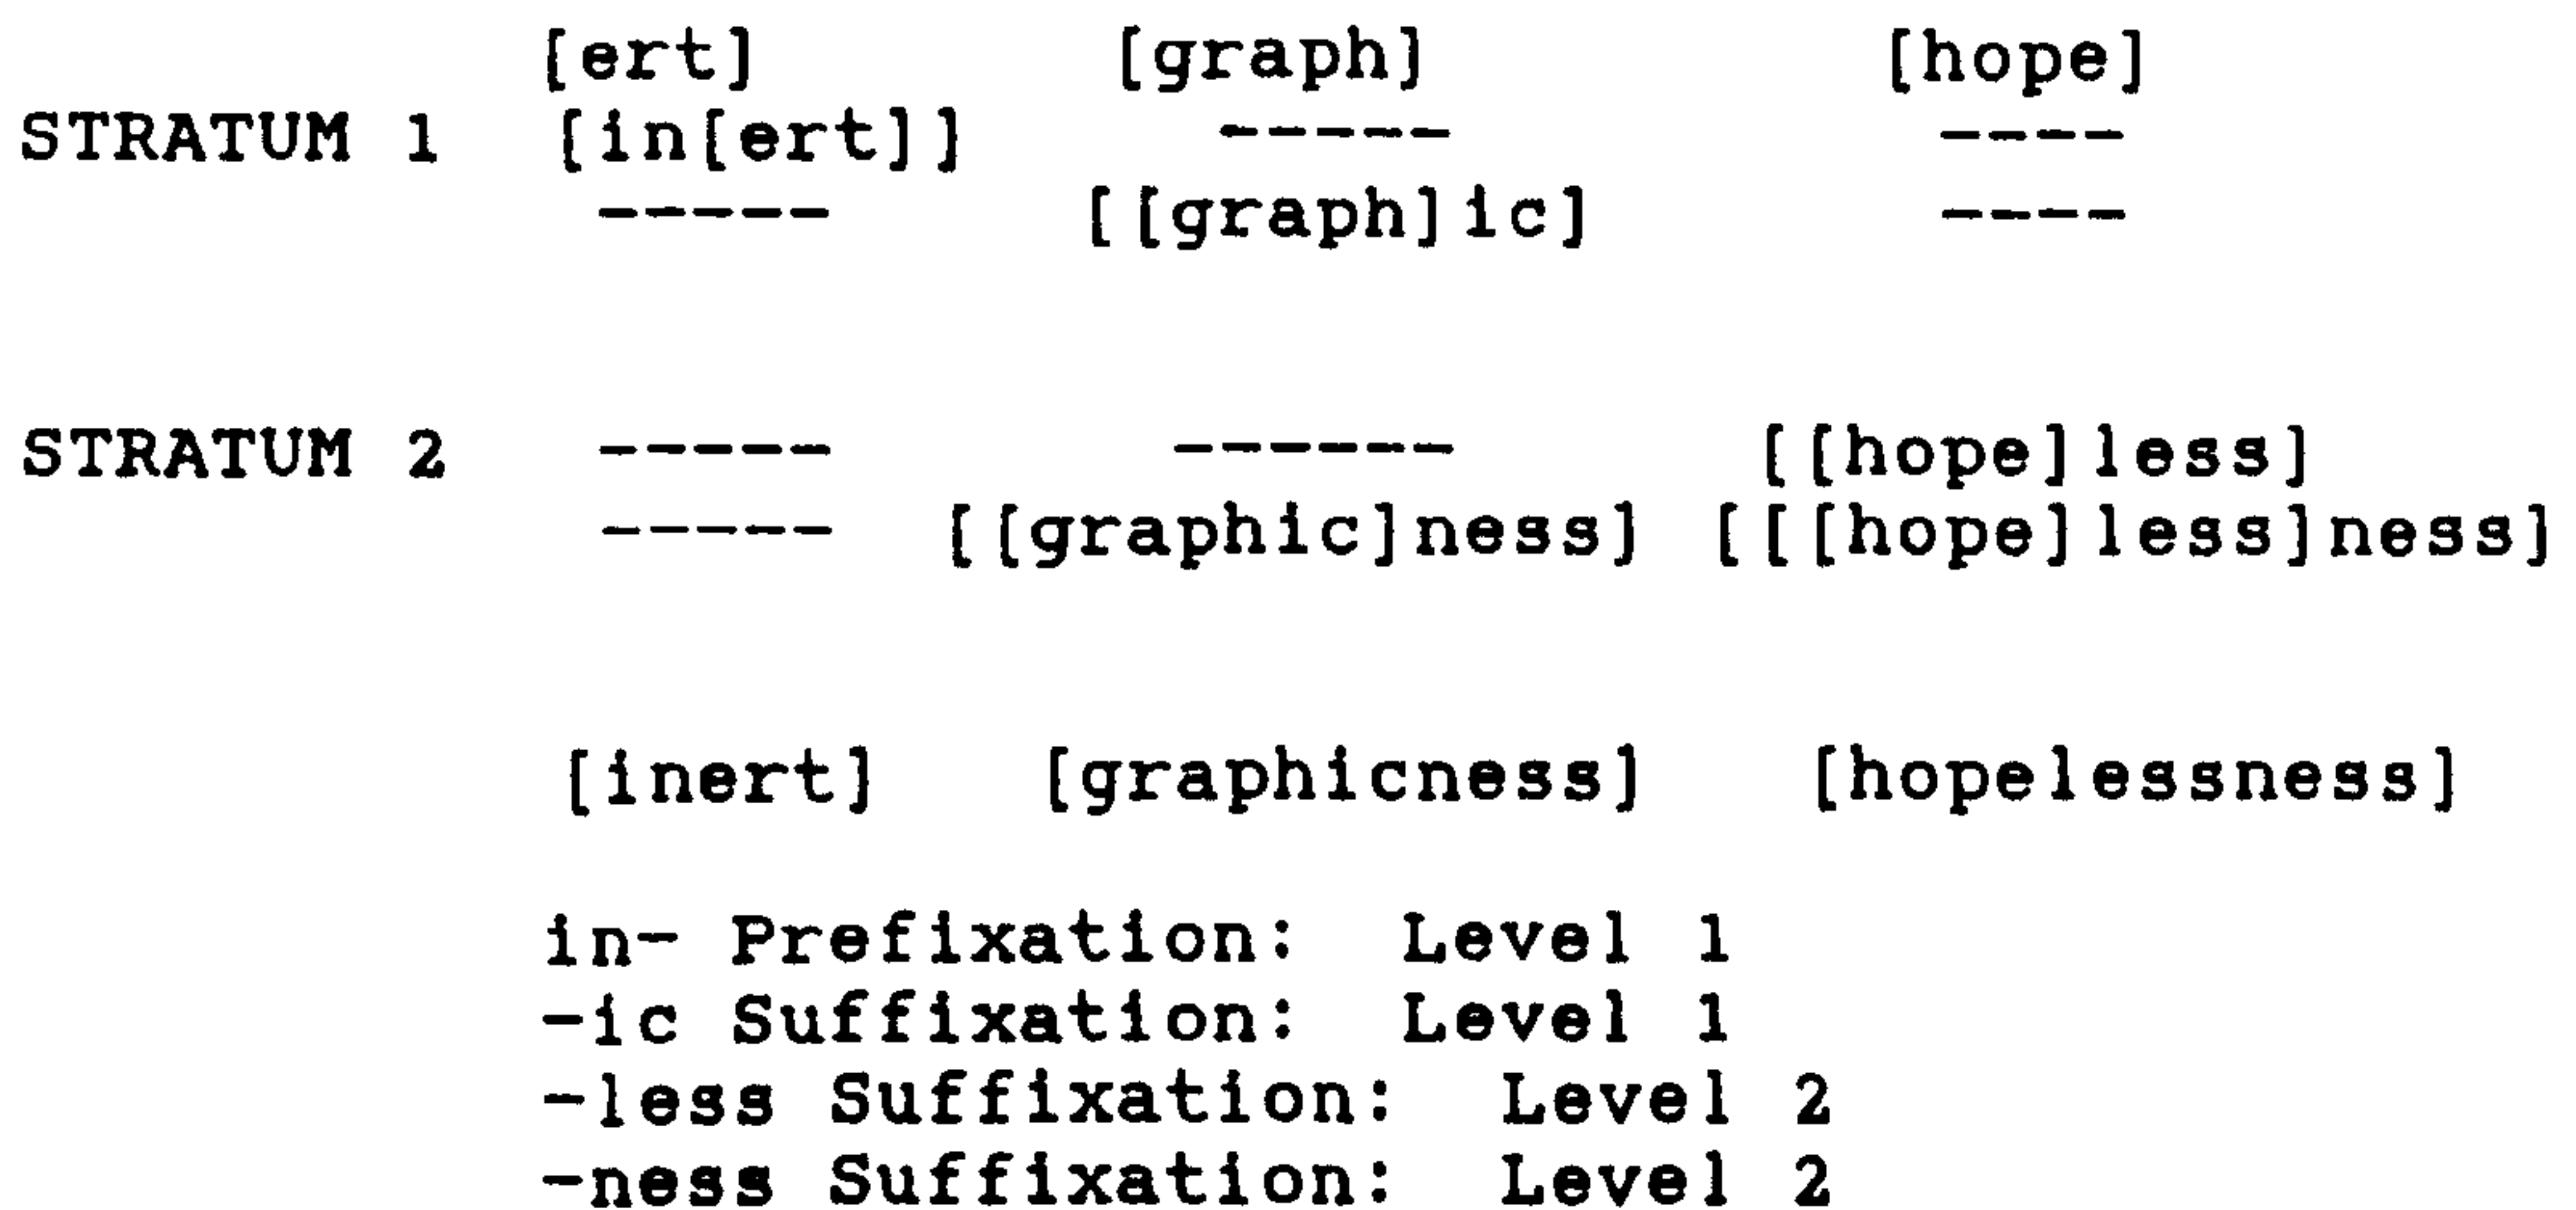 [ert] [graph] [hope]
STRATUM 1 [in[ert]] ----- ----
----- [[graph]ic] ----
STRATUM 2 ----- ------ [[hope]less]
----- [[graphic]ness] [[[hope]less]ness]
[inert] [graphicness] [hopelessness]
in- Prefixation: Level 1
-ic Suffixation: Level 1
-less Suffixation: Level 2
-ness Suffixation: Level 2